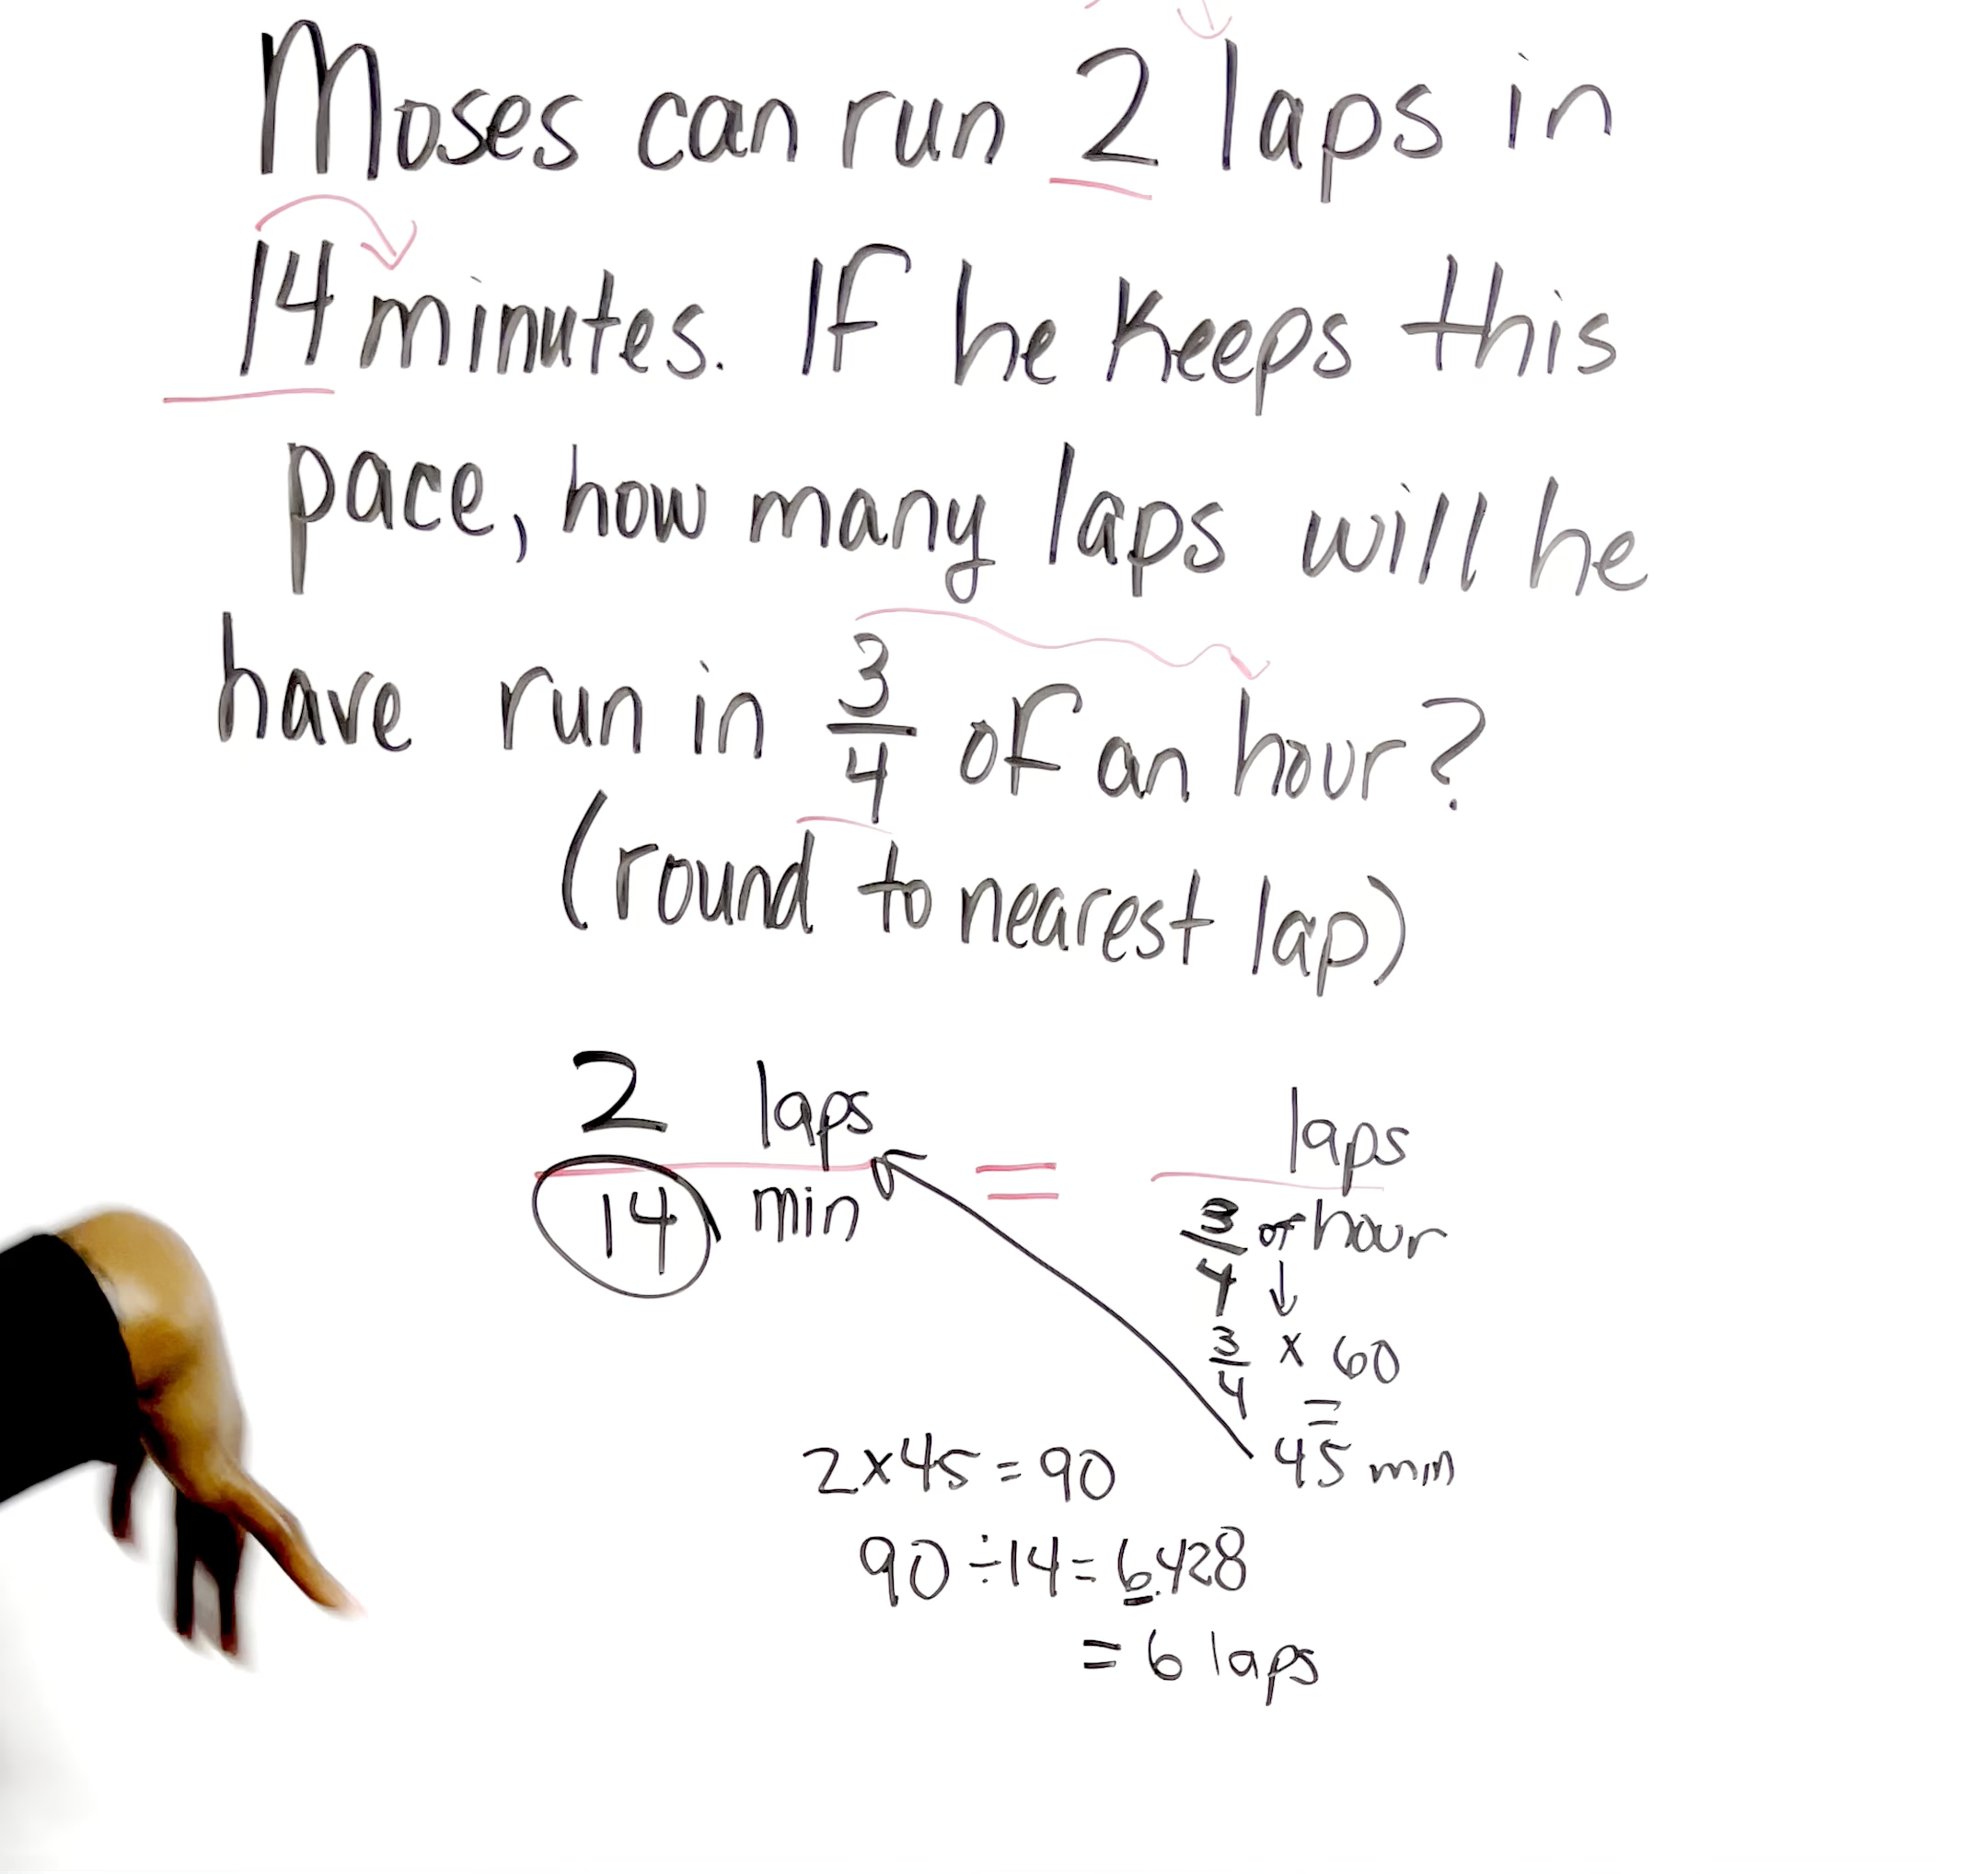 Moses can run 2 laps in
14 minutes. If he keeps this
pace, how many laps will he
have run in 3/4 of an hour?
(round to nearest lap)
2 laps = laps
14 min 3/4 of hour
3/4 x 60
=
45 min
2x45=90
90÷14=6.428
= 6 laps